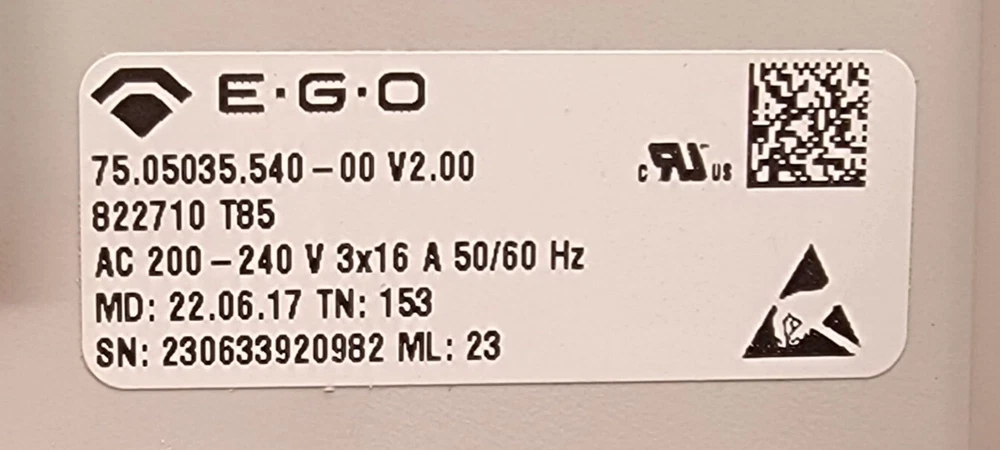 E·G·O
75.05035.540-00 V2.00
c RU us
822710 T85
AC 200-240 V 3x16 A 50/60 Hz
MD: 22.06.17 TN: 153
SN: 230633920982 ML: 23